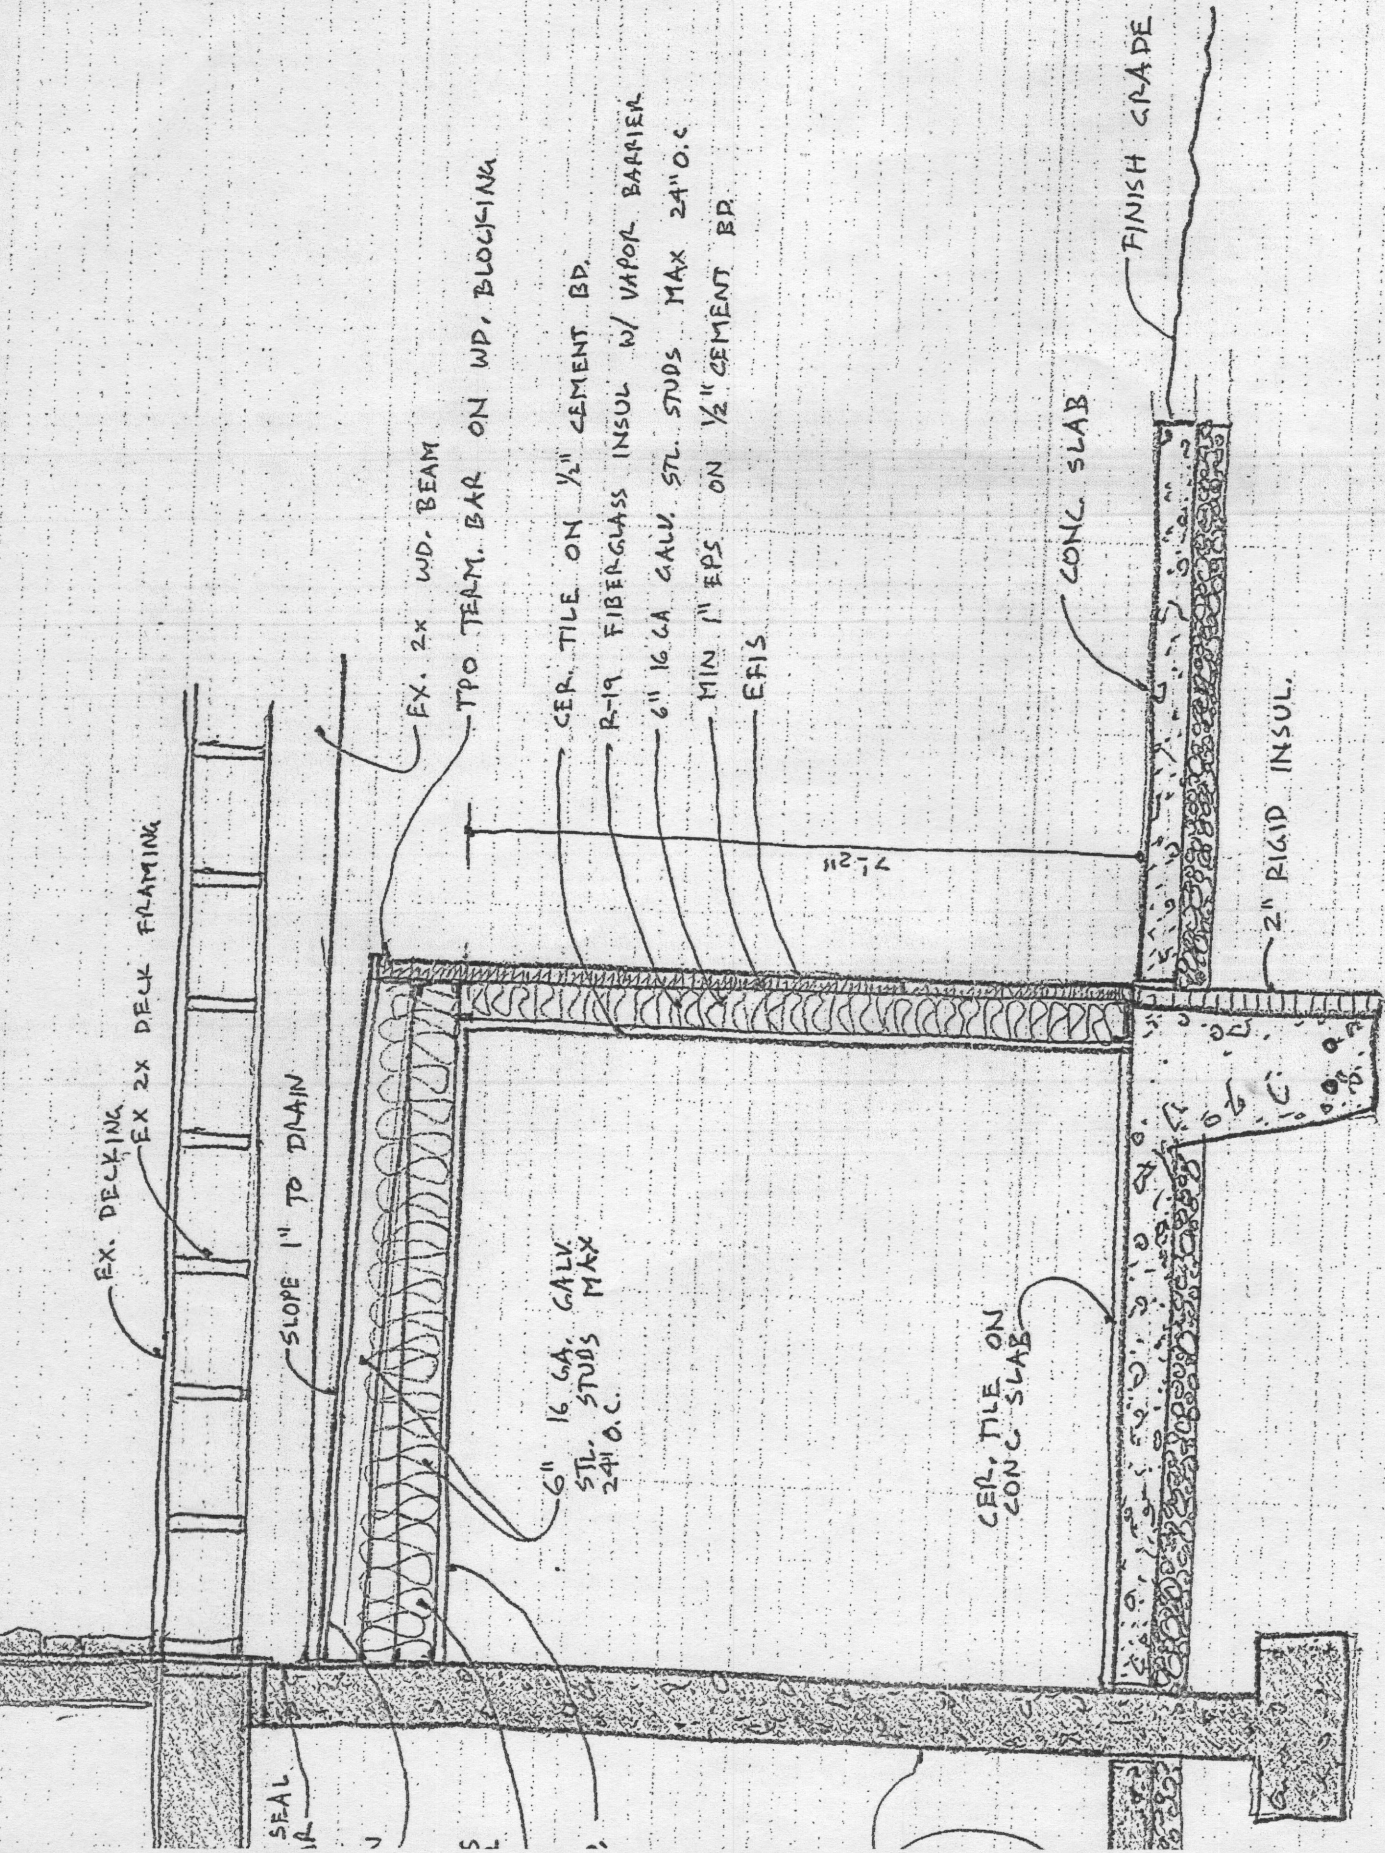 EX. DECKING
EX 2X DECK FRAMING
SLOPE 1" TO DRAIN
EX. 2X WD. BEAM
TPO TERM. BAR ON WD. BLOCKING
CER. TILE ON 1/2" CEMENT BD.
R-19 FIBERGLASS INSUL W/ VAPOR BARRIER
6" 16 GA GALV. STL. STUDS MAX 24" O.C
MIN 1" EPS ON 1/2" CEMENT BD.
EFIS
7'-2"
6" 16 GA. GALV.
STL. STUDS MAX
24" O.C.
CER. TILE ON
CONC SLAB
CONC. SLAB
FINISH GRADE
2" RIGID INSUL.
SEAL